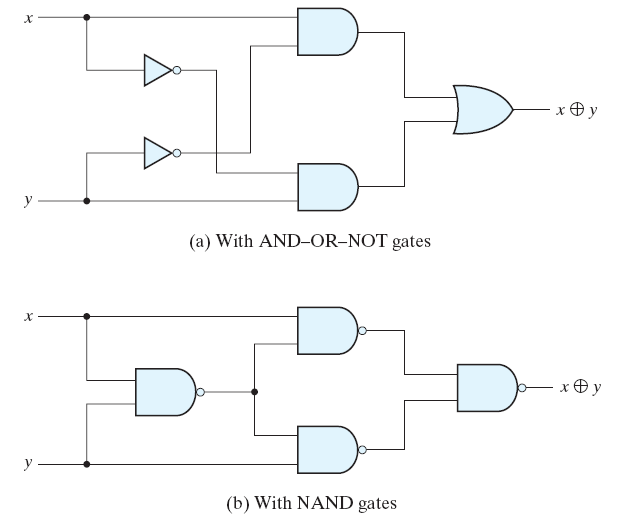 x
x ⊕ y
y
(a) With AND–OR–NOT gates
x
x ⊕ y
y
(b) With NAND gates